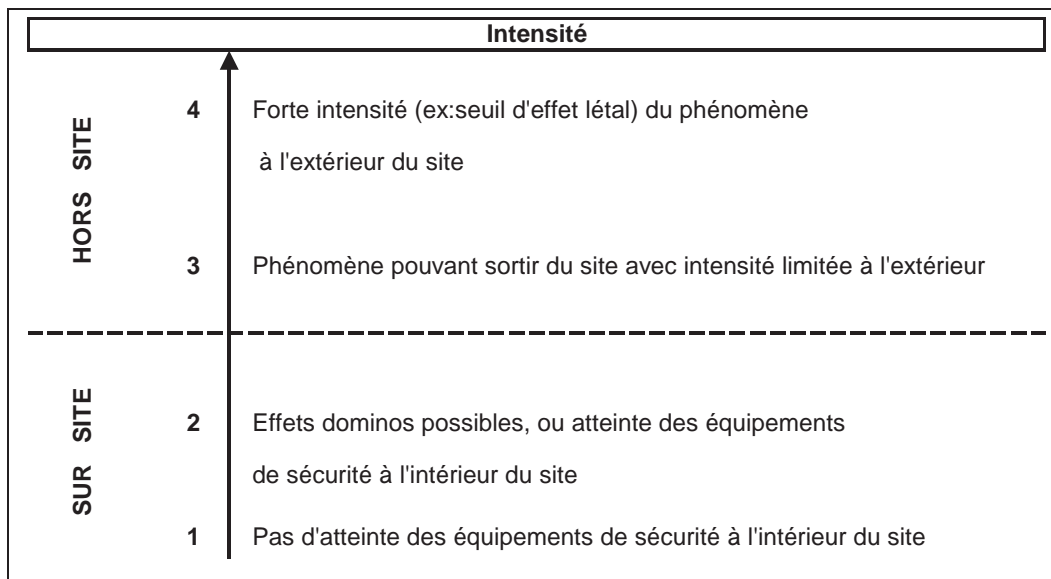 Intensité
HORS SITE
4 Forte intensité (ex:seuil d'effet létal) du phénomène
à l'extérieur du site
3 Phénomène pouvant sortir du site avec intensité limitée à l'extérieur
SUR SITE
2 Effets dominos possibles, ou atteinte des équipements
de sécurité à l'intérieur du site
1 Pas d'atteinte des équipements de sécurité à l'intérieur du site